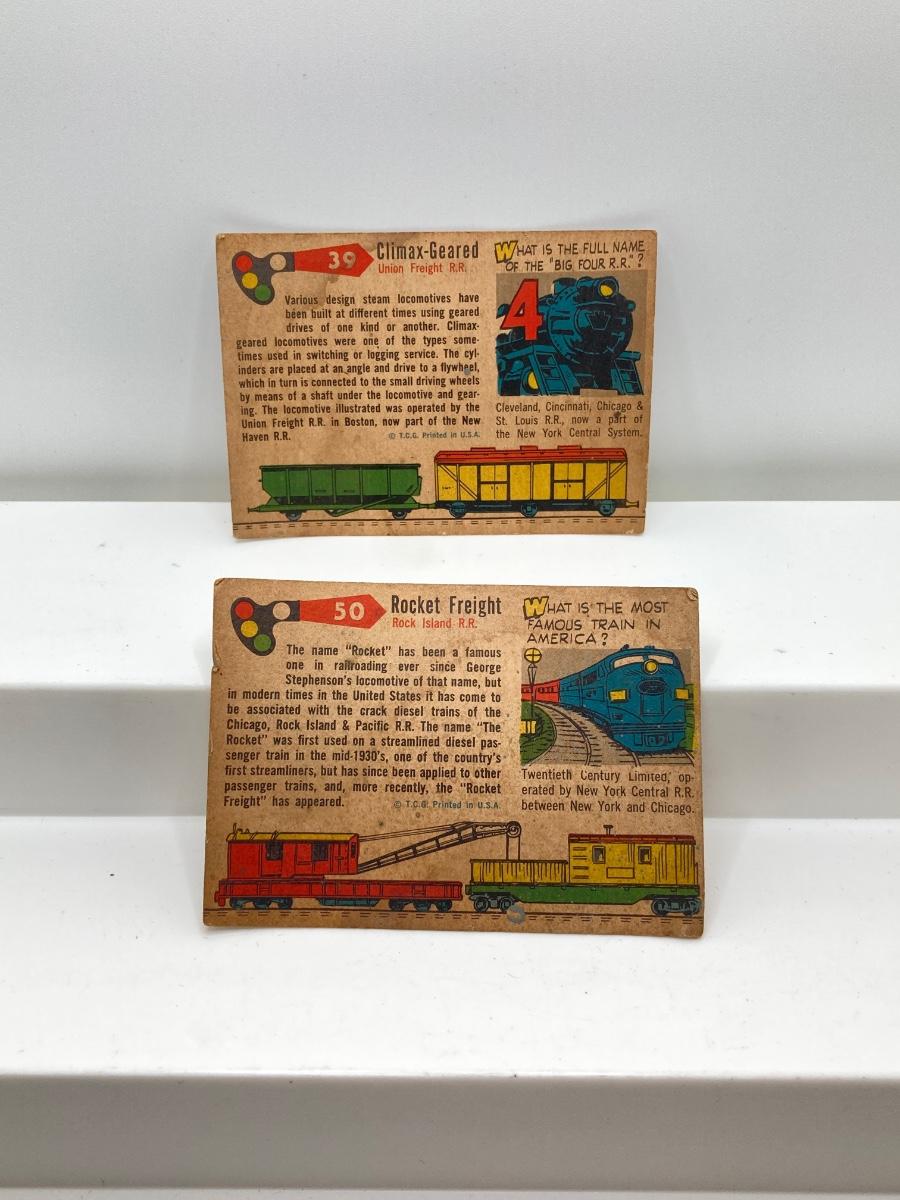 39
Climax-Geared
Union Freight R.R.
Various design steam locomotives have
been built at different times using geared
drives of one kind or another. Climax-
geared locomotives were one of the types some-
times used in switching or logging service. The cyl-
inders are placed at an angle and drive to a flywheel,
which in turn is connected to the small driving wheels
by means of a shaft under the locomotive and gear-
ing. The locomotive illustrated was operated by the
Union Freight R.R. in Boston, now part of the New
Haven R.R.
© T.C.G. Printed in U.S.A.
WHAT IS THE FULL NAME
OF THE "BIG FOUR R.R."?
4
Cleveland, Cincinnati, Chicago &
St. Louis R.R., now a part of
the New York Central System.
50
Rocket Freight
Rock Island R.R.
The name "Rocket" has been a famous
one in railroading ever since George
Stephenson's locomotive of that name, but
in modern times in the United States it has come to
be associated with the crack diesel trains of the
Chicago, Rock Island & Pacific R.R. The name "The
Rocket" was first used on a streamlined diesel pas-
senger train in the mid-1930's, one of the country's
first streamliners, but has since been applied to other
passenger trains, and, more recently, the "Rocket
Freight" has appeared.
© T.C.G. Printed in U.S.A.
WHAT IS THE MOST
FAMOUS TRAIN IN
AMERICA?
Twentieth Century Limited, op-
erated by New York Central R.R.
between New York and Chicago.